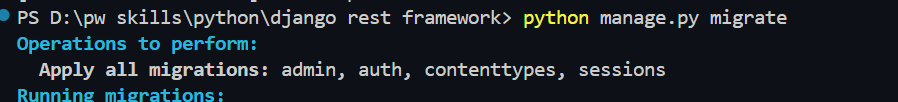 PS D:\pw skills\python\django rest framework> python manage.py migrate
Operations to perform:
Apply all migrations: admin, auth, contenttypes, sessions
Running migrations: